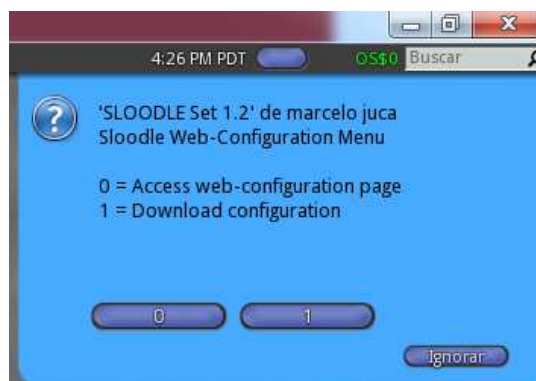 4:26 PM PDT OS$0 Buscar
'SLOODLE Set 1.2' de marcelo juca
Sloodle Web-Configuration Menu
0 = Access web-configuration page
1 = Download configuration
0 1
Ignorar